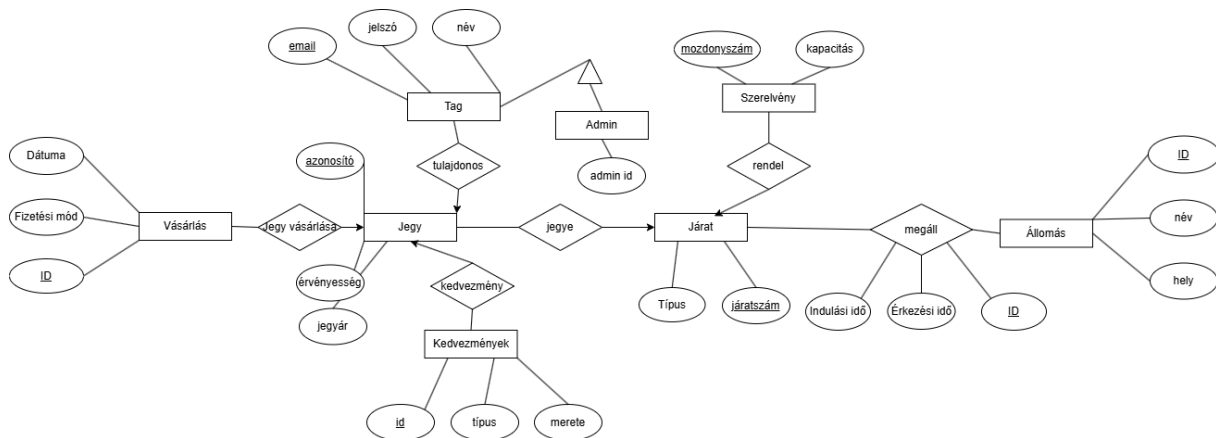 jelszó
név
email
mozdonyszám
kapacitás
Tag
Szerelvény
Admin
Dátuma
azonosító
tulajdonos
admin id
rendel
ID
Fizetési mód
Vásárlás
Jegy vásárlása
Jegy
jegye
Járat
megáll
Állomás
név
ID
érvényesség
kedvezmény
hely
jegyár
Típus
járatszám
Indulási idő
Érkezési idő
ID
Kedvezmények
id
típus
merete